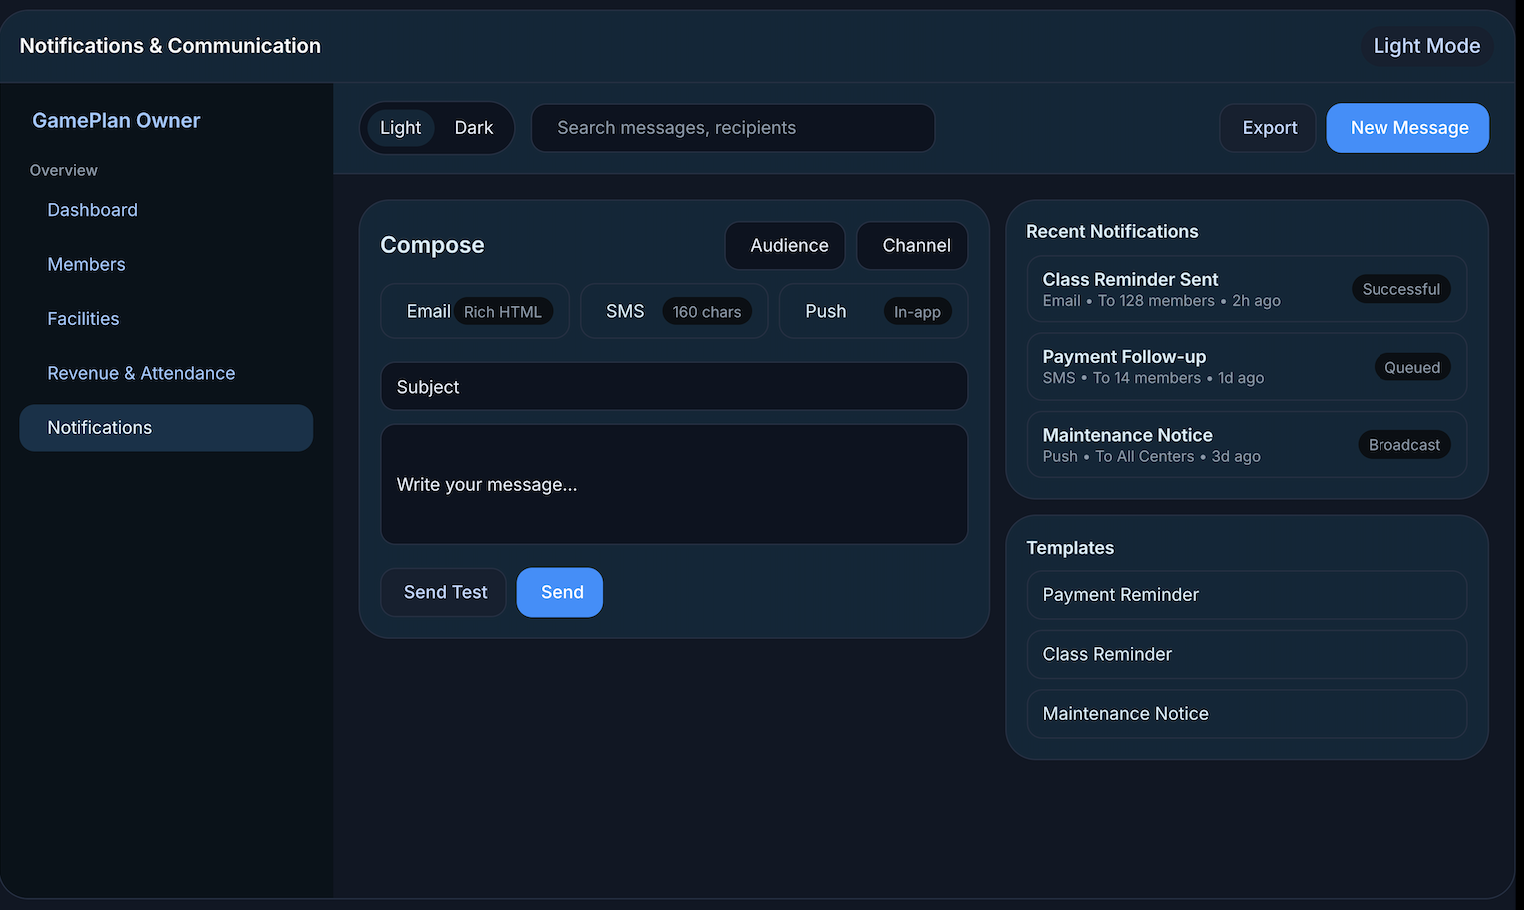 Notifications & Communication
Light Mode
GamePlan Owner
Overview
Dashboard
Members
Facilities
Revenue & Attendance
Notifications
Light Dark
Search messages, recipients
Export
New Message
Compose
Audience
Channel
Email Rich HTML
SMS 160 chars
Push In-app
Subject
Write your message...
Send Test
Send
Recent Notifications
Class Reminder Sent
Email • To 128 members • 2h ago
Successful
Payment Follow-up
SMS • To 14 members • 1d ago
Queued
Maintenance Notice
Push • To All Centers • 3d ago
Broadcast
Templates
Payment Reminder
Class Reminder
Maintenance Notice